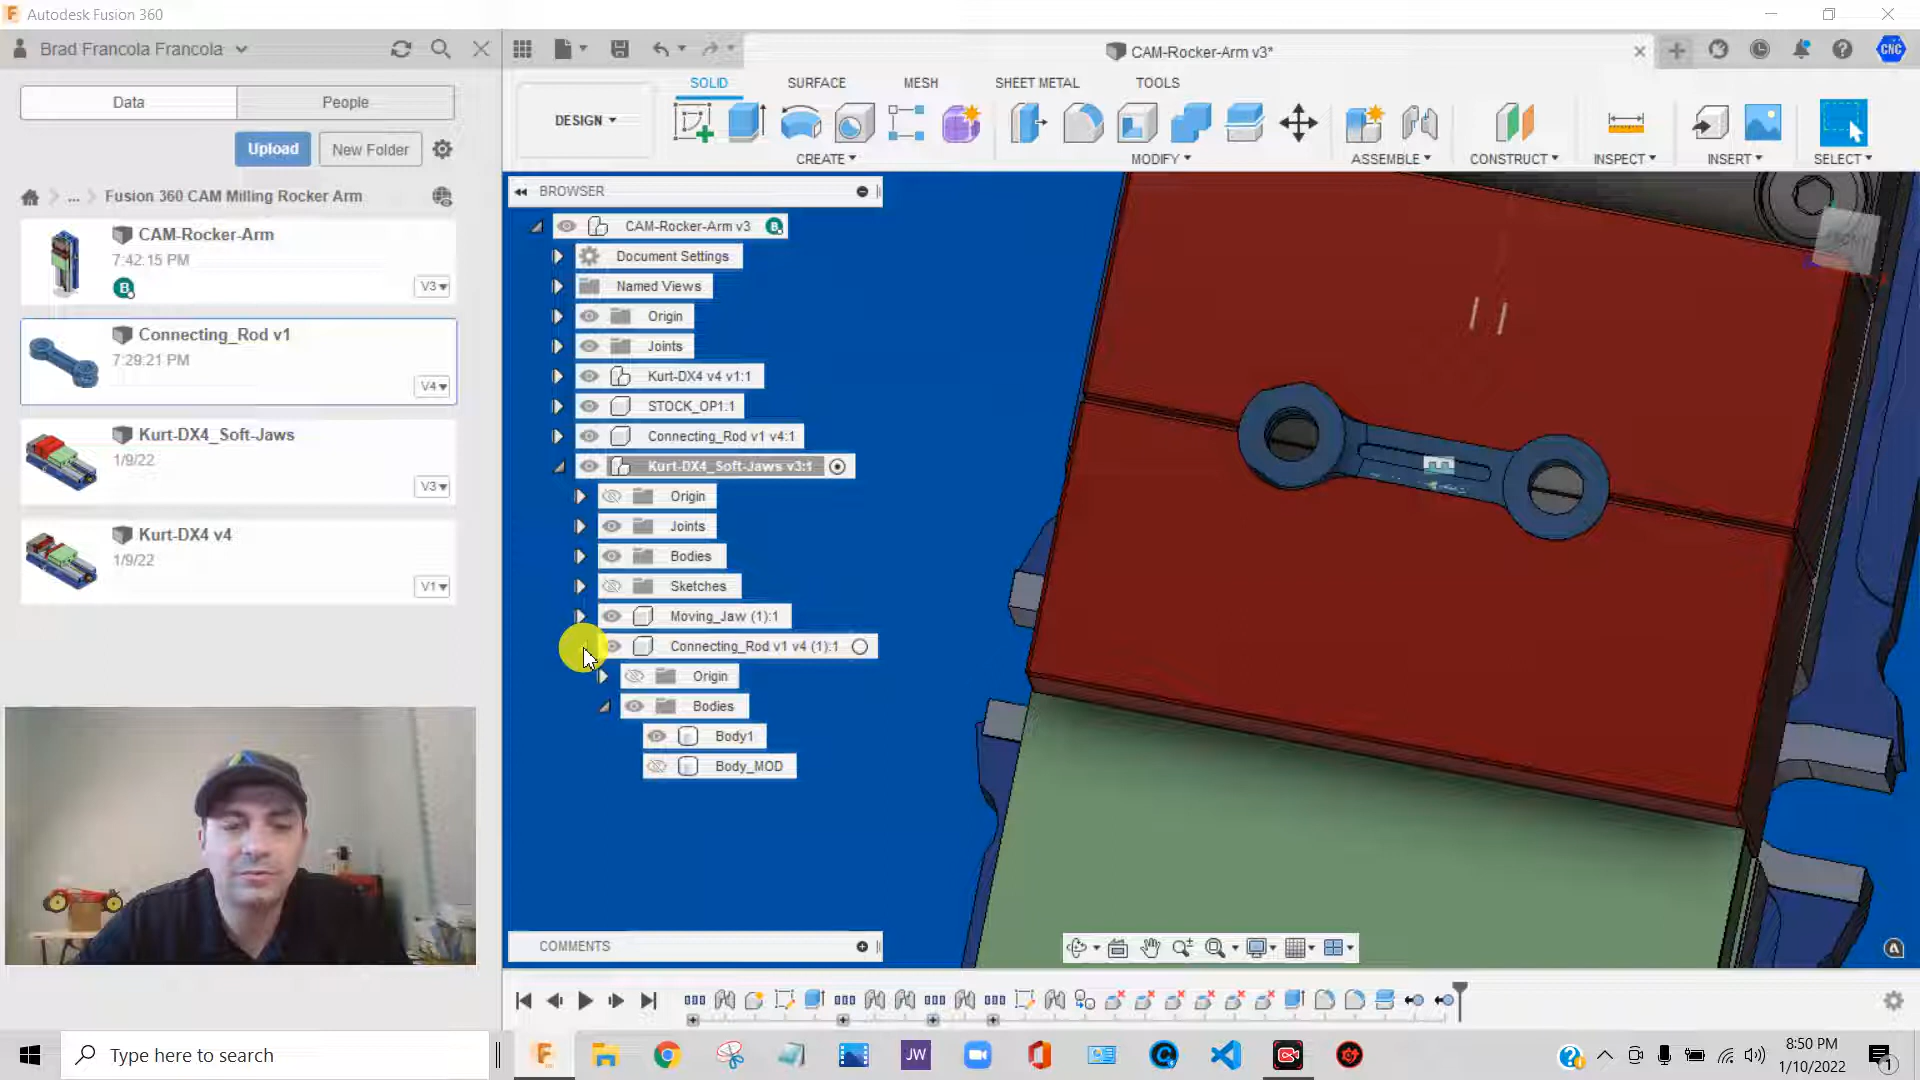 Autodesk Fusion 360
Brad Francola Francola
CAM-Rocker-Arm v3*
CNC
Data
People
Upload
New Folder
... Fusion 360 CAM Milling Rocker Arm
CAM-Rocker-Arm
7:42:15 PM
V3
Connecting_Rod v1
7:29:21 PM
V4
Kurt-DX4_Soft-Jaws
1/9/22
V3
Kurt-DX4 v4
1/9/22
V1
DESIGN
SOLID
SURFACE
MESH
SHEET METAL
TOOLS
CREATE
MODIFY
ASSEMBLE
CONSTRUCT
INSPECT
INSERT
SELECT
BROWSER
CAM-Rocker-Arm v3
Document Settings
Named Views
Origin
Joints
Kurt-DX4 v4 v1:1
STOCK_OP1:1
Connecting_Rod v1 v4:1
Kurt-DX4_Soft-Jaws v3:1
Origin
Joints
Bodies
Sketches
Moving_Jaw (1):1
Connecting_Rod v1 v4 (1):1
Origin
Bodies
Body1
Body_MOD
FRONT
COMMENTS
Type here to search
JW
8:50 PM
1/10/2022
1